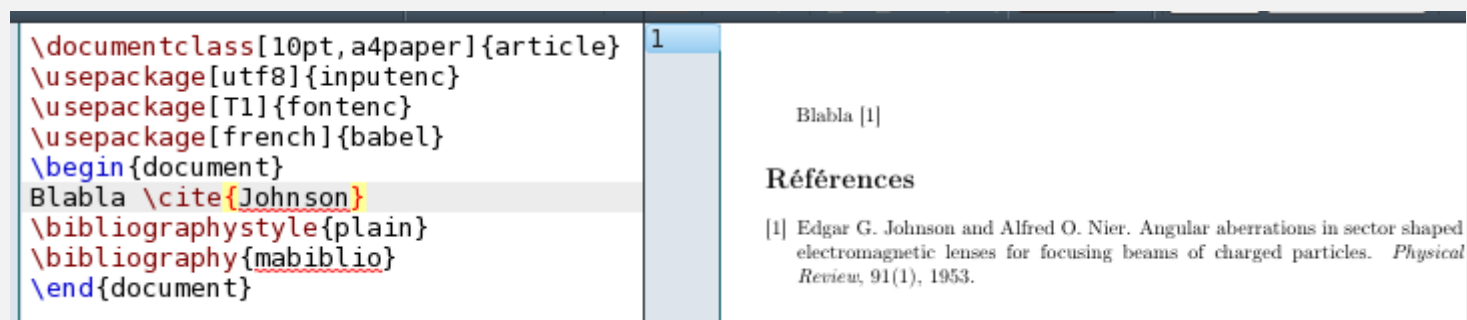 \documentclass[10pt,a4paper]{article}
\usepackage[utf8]{inputenc}
\usepackage[T1]{fontenc}
\usepackage[french]{babel}
\begin{document}
Blabla \cite{Johnson}
\bibliographystyle{plain}
\bibliography{mabiblio}
\end{document}
1
Blabla [1]
Références
[1] Edgar G. Johnson and Alfred O. Nier. Angular aberrations in sector shaped
electromagnetic lenses for focusing beams of charged particles. Physical
Review, 91(1), 1953.